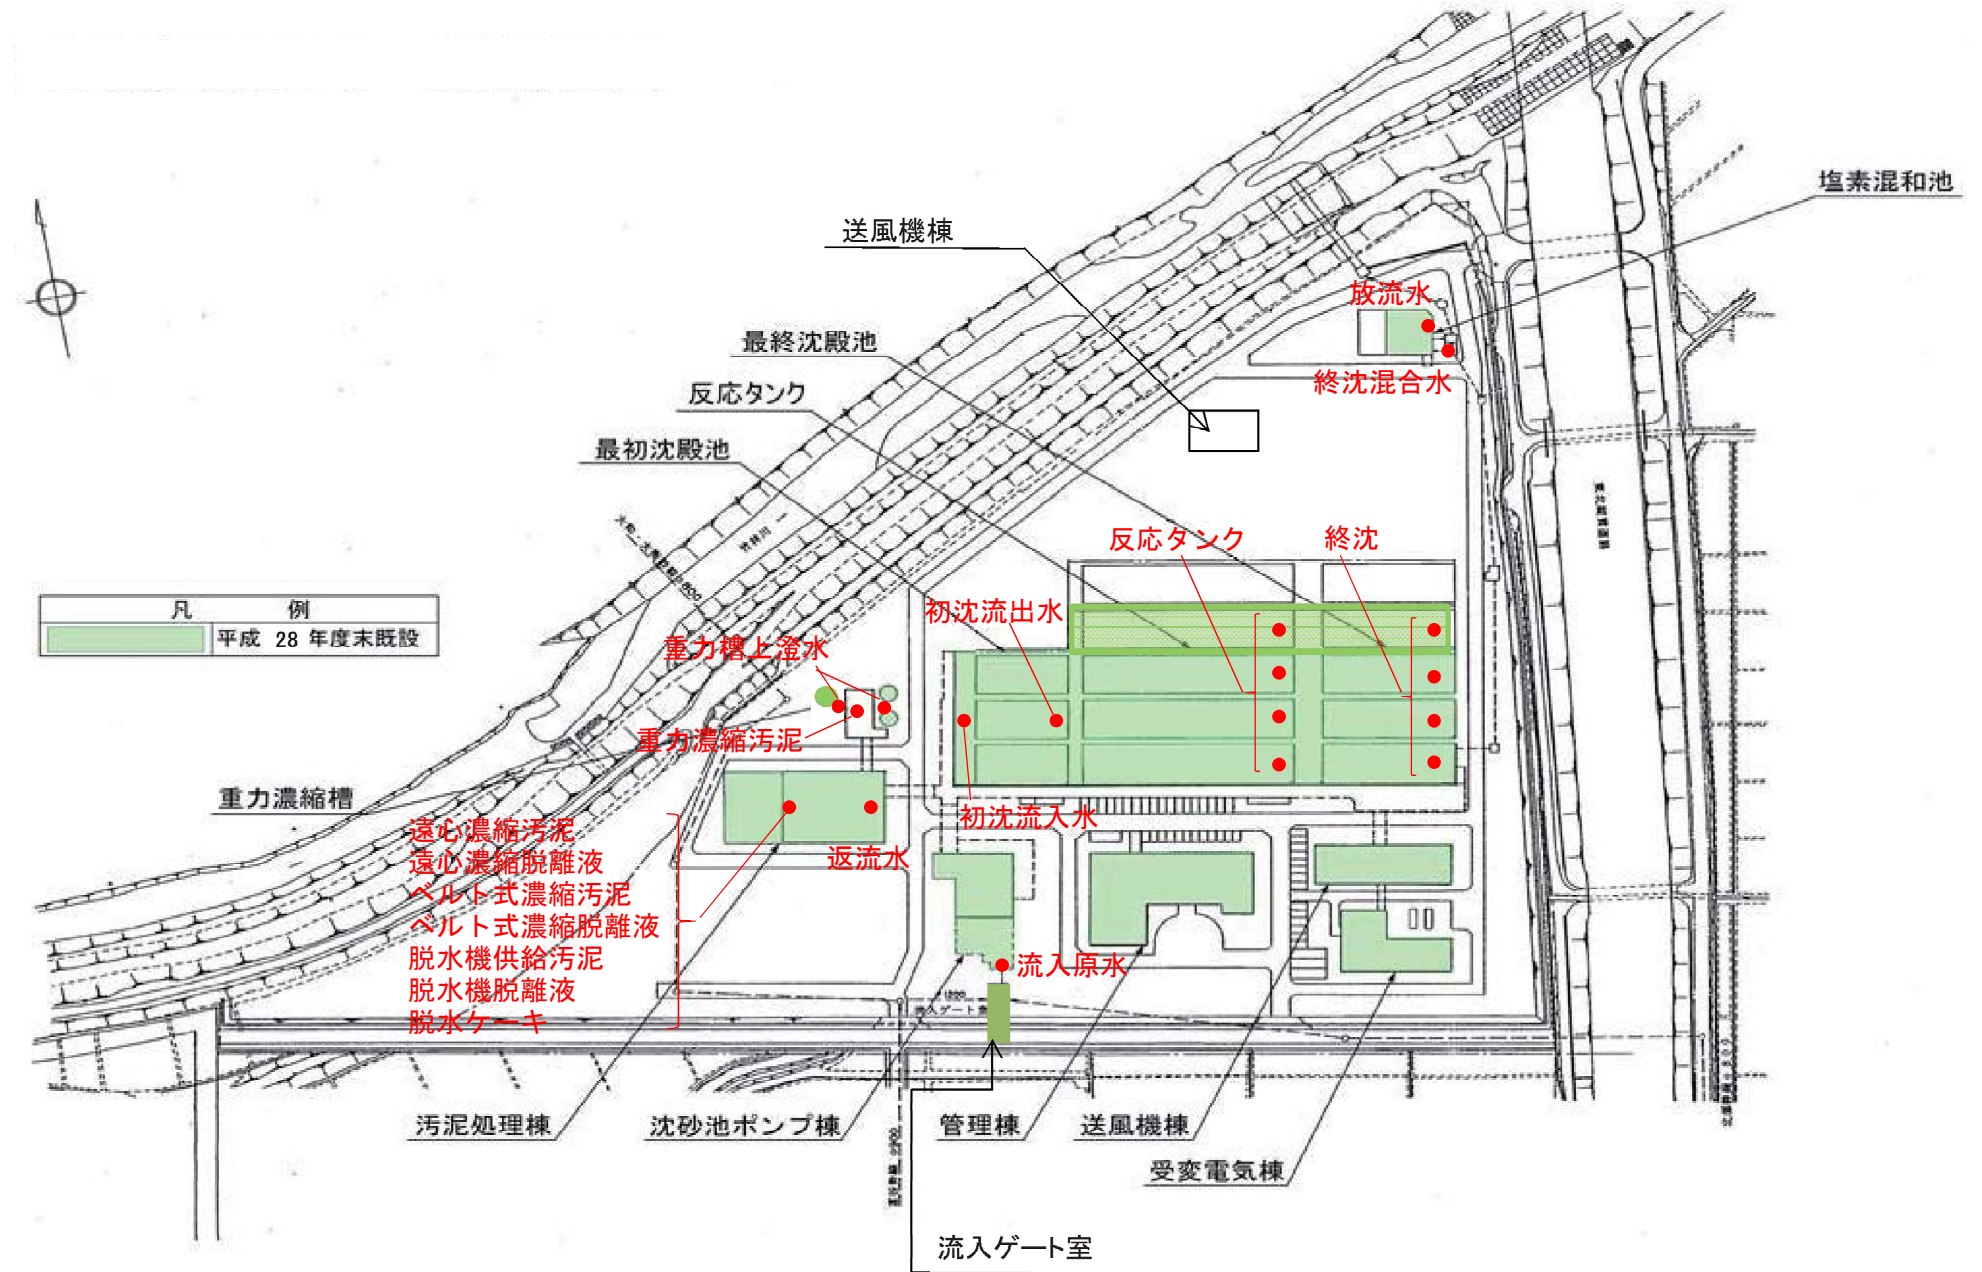 塩素混和池
送風機棟
放流水
最終沈殿池
終沈混合水
反応タンク
最初沈殿池
反応タンク
終沈
凡 例
平成 28 年度末既設
初沈流出水
重力槽上澄水
重力濃縮汚泥
重力濃縮槽
初沈流入水
遠心濃縮汚泥
遠心濃縮脱離液
ベルト式濃縮汚泥
ベルト式濃縮脱離液
脱水機供給汚泥
脱水機脱離液
脱水ケーキ
返流水
流入原水
流入ゲート室
汚泥処理棟
沈砂池ポンプ棟
管理棟
送風機棟
受変電気棟
流入ゲート室